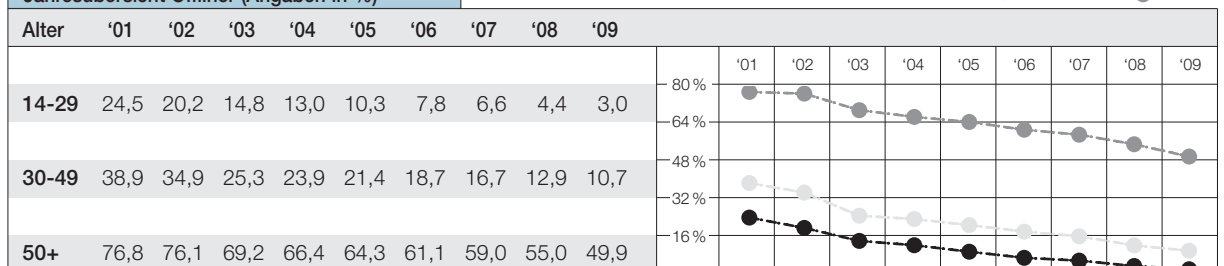 Jahresübersicht Offliner (Angaben in %)
Alter ‘01 ‘02 ‘03 ‘04 ‘05 ‘06 ‘07 ‘08 ‘09
‘01 ‘02 ‘03 ‘04 ‘05 ‘06 ‘07 ‘08 ‘09
80 %
14-29 24,5 20,2 14,8 13,0 10,3 7,8 6,6 4,4 3,0
64 %
48 %
30-49 38,9 34,9 25,3 23,9 21,4 18,7 16,7 12,9 10,7
32 %
16 %
50+ 76,8 76,1 69,2 66,4 64,3 61,1 59,0 55,0 49,9